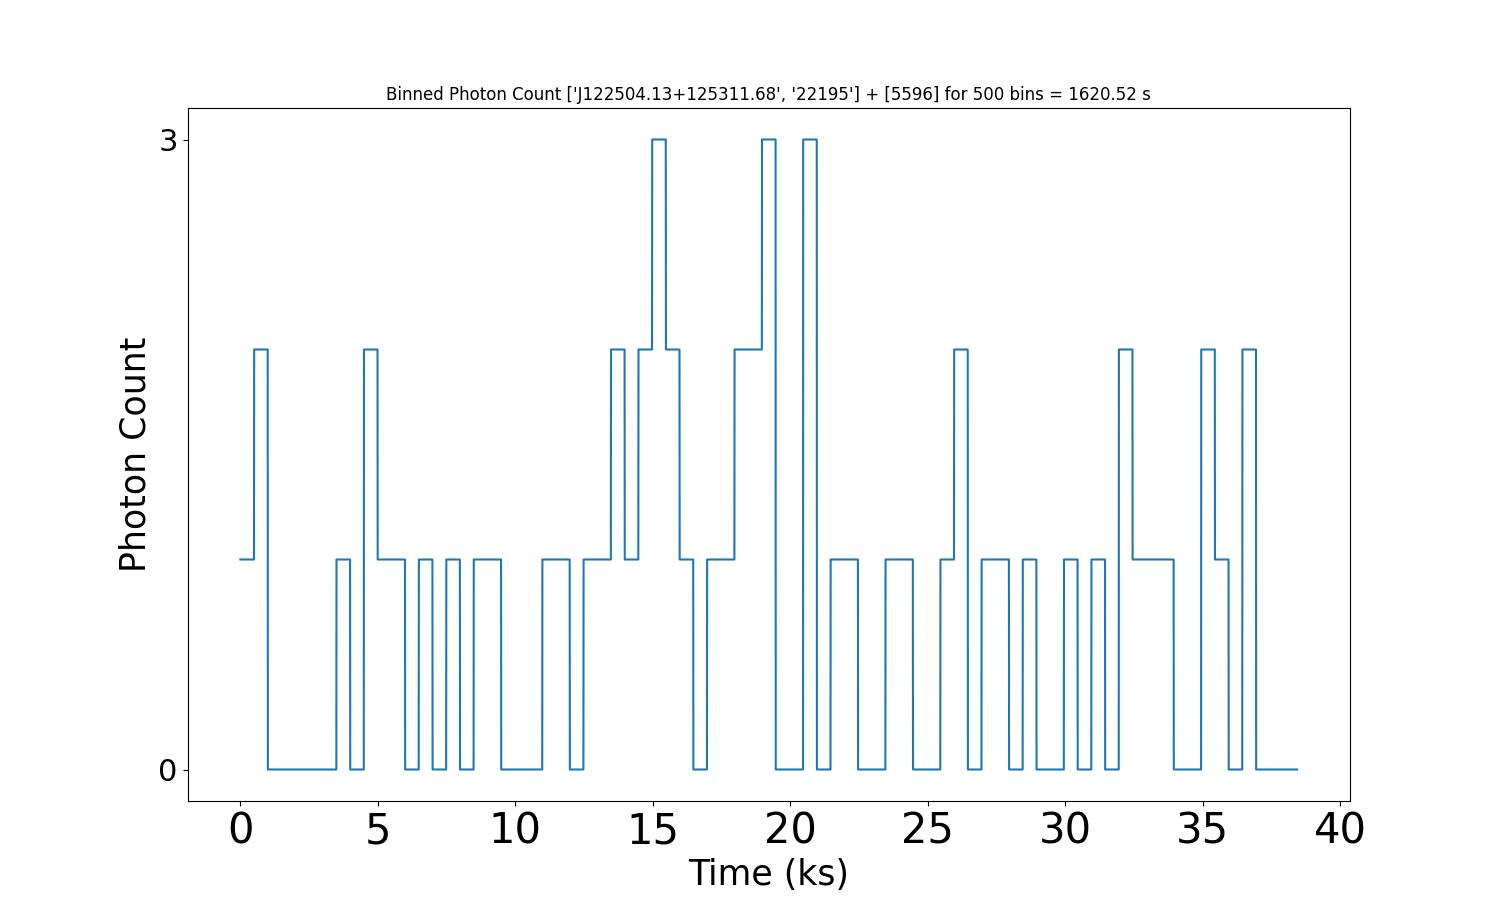 Binned Photon Count ['J122504.13+125311.68', '22195'] + [5596] for 500 bins = 1620.52 s
3
Photon Count
0
0 5 10 15 20 25 30 35 40
Time (ks)